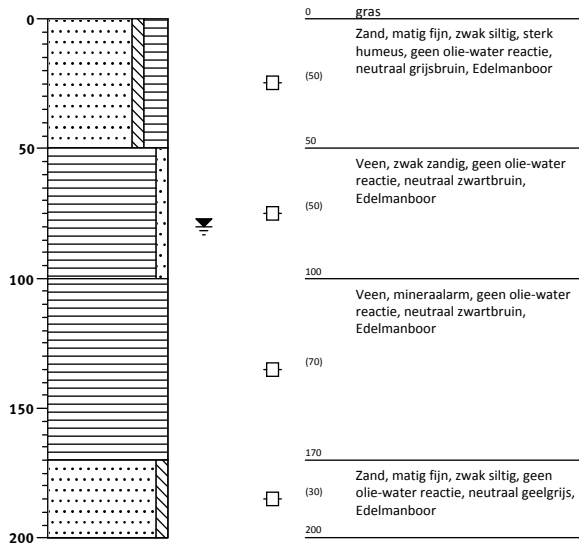 0
50
100
150
200
0 gras
Zand, matig fijn, zwak siltig, sterk
humeus, geen olie-water reactie,
neutraal grijsbruin, Edelmanboor
(50)
50
Veen, zwak zandig, geen olie-water
reactie, neutraal zwartbruin,
Edelmanboor
(50)
100
Veen, mineraalarm, geen olie-water
reactie, neutraal zwartbruin,
Edelmanboor
(70)
170
Zand, matig fijn, zwak siltig, geen
olie-water reactie, neutraal geelgrijs,
Edelmanboor
(30)
200